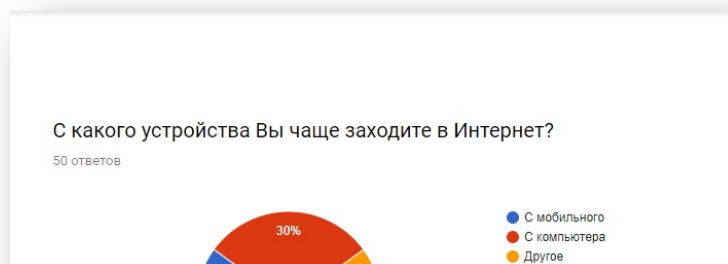 С какого устройства Вы чаще заходите в Интернет?
50 ответов
30%
С мобильного
С компьютера
Другое